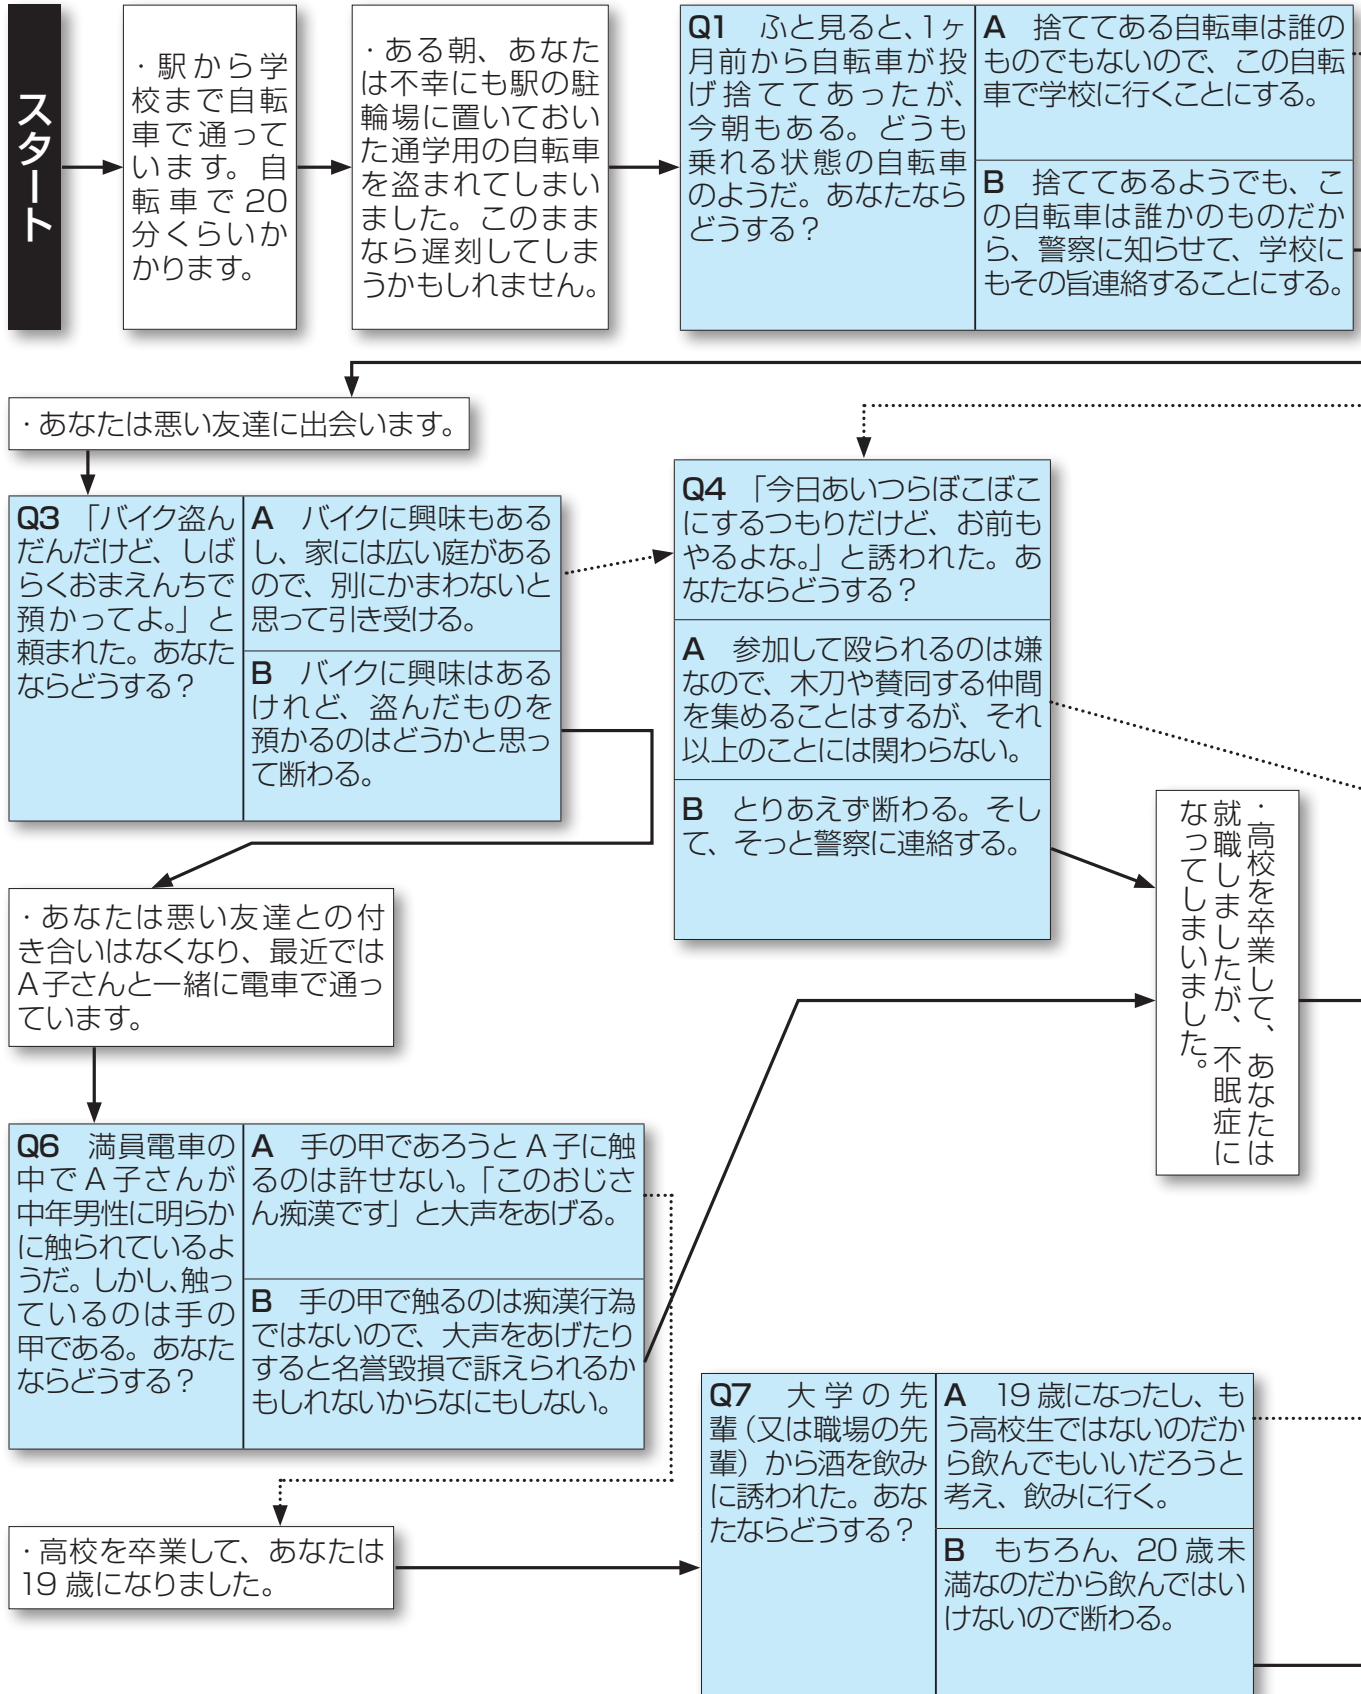 スタート
・駅から学
校まで自転
車で通って
います。自
転車で20
分くらいか
かります。
・ある朝、あなた
は不幸にも駅の駐
輪場に置いておい
た通学用の自転車
を盗まれてしまい
ました。このまま
なら遅刻してしま
うかもしれません。
Q1　ふと見ると、1ヶ
月前から自転車が投
げ捨ててあったが、
今朝もある。どうも
乗れる状態の自転車
のようだ。あなたなら
どうする？
A　捨ててある自転車は誰の
ものでもないので、この自転
車で学校に行くことにする。
B　捨ててあるようでも、こ
の自転車は誰かのものだか
ら、警察に知らせて、学校に
もその旨連絡することにする。
・あなたは悪い友達に出会います。
Q3　「バイク盗ん
だんだけど、しば
らくおまえんちで
預かってよ。」と
頼まれた。あなた
ならどうする？
A　バイクに興味もある
し、家には広い庭がある
ので、別にかまわないと
思って引き受ける。
B　バイクに興味はある
けれど、盗んだものを
預かるのはどうかと思っ
て断わる。
Q4　「今日あいつらぼこぼこ
にするつもりだけど、お前も
やるよな。」と誘われた。あ
なたならどうする？
A　参加して殴られるのは嫌
なので、木刀や賛同する仲間
を集めることはするが、それ
以上のことには関わらない。
B　とりあえず断わる。そし
て、そっと警察に連絡する。
・高校を卒業して、あなたは
就職しましたが、不眠症に
なってしまいました。
・あなたは悪い友達との付
き合いはなくなり、最近では
A子さんと一緒に電車で通っ
ています。
Q6　満員電車の
中でA子さんが
中年男性に明らか
に触られているよ
うだ。しかし、触っ
ているのは手の
甲である。あなた
ならどうする？
A　手の甲であろうとA子に触
るのは許せない。「このおじさ
ん痴漢です」と大声をあげる。
B　手の甲で触るのは痴漢行為
ではないので、大声をあげたり
すると名誉毀損で訴えられるか
もしれないからなにもしない。
・高校を卒業して、あなたは
19歳になりました。
Q7　大学の先
輩（又は職場の先
輩）から酒を飲み
に誘われた。あな
たならどうする？
A　19歳になったし、も
う高校生ではないのだか
ら飲んでもいいだろうと
考え、飲みに行く。
B　もちろん、20歳未
満なのだから飲んではい
けないので断わる。